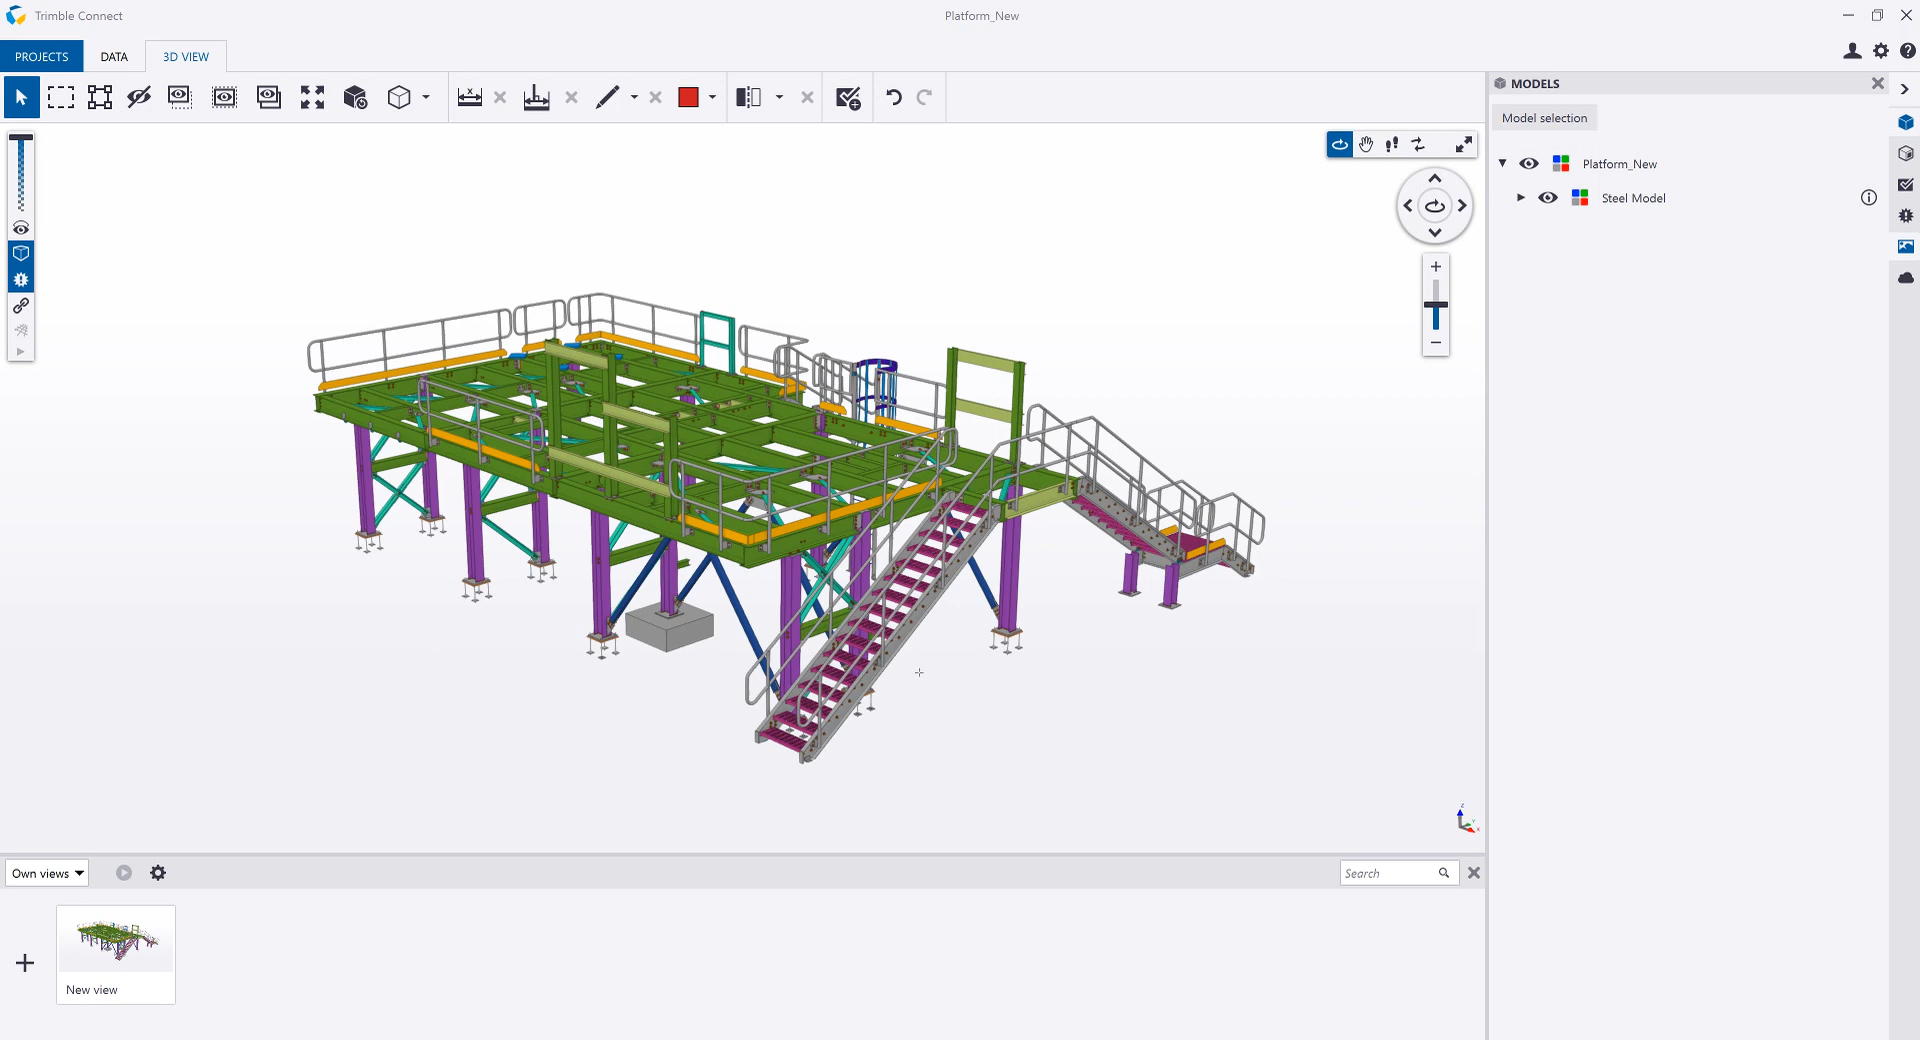 Trimble Connect
Platform_New
PROJECTS
DATA
3D VIEW
MODELS
Model selection
Platform_New
Steel Model
Own views
Search
New view